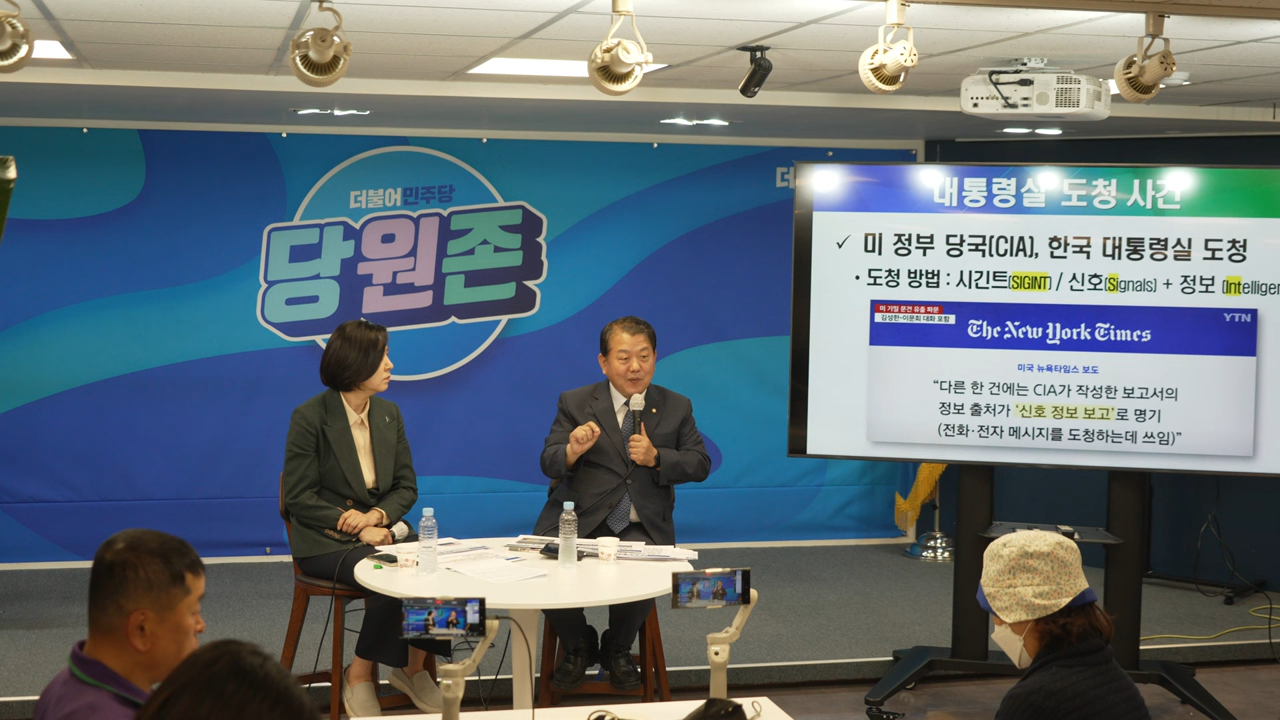 더불어민주당
당원존
더
대통령실 도청 사건
✓ 미 정부 당국(CIA), 한국 대통령실 도청
• 도청 방법 : 시긴트(SIGINT) / 신호(Signals) + 정보 (Intelligen
미 기밀 문건 유출 파문
김성한·이문희 대화 포함
YTN
The New York Times
미국 뉴욕타임스 보도
“다른 한 건에는 CIA가 작성한 보고서의
정보 출처가 ‘신호 정보 보고’로 명기
(전화·전자 메시지를 도청하는데 쓰임)”